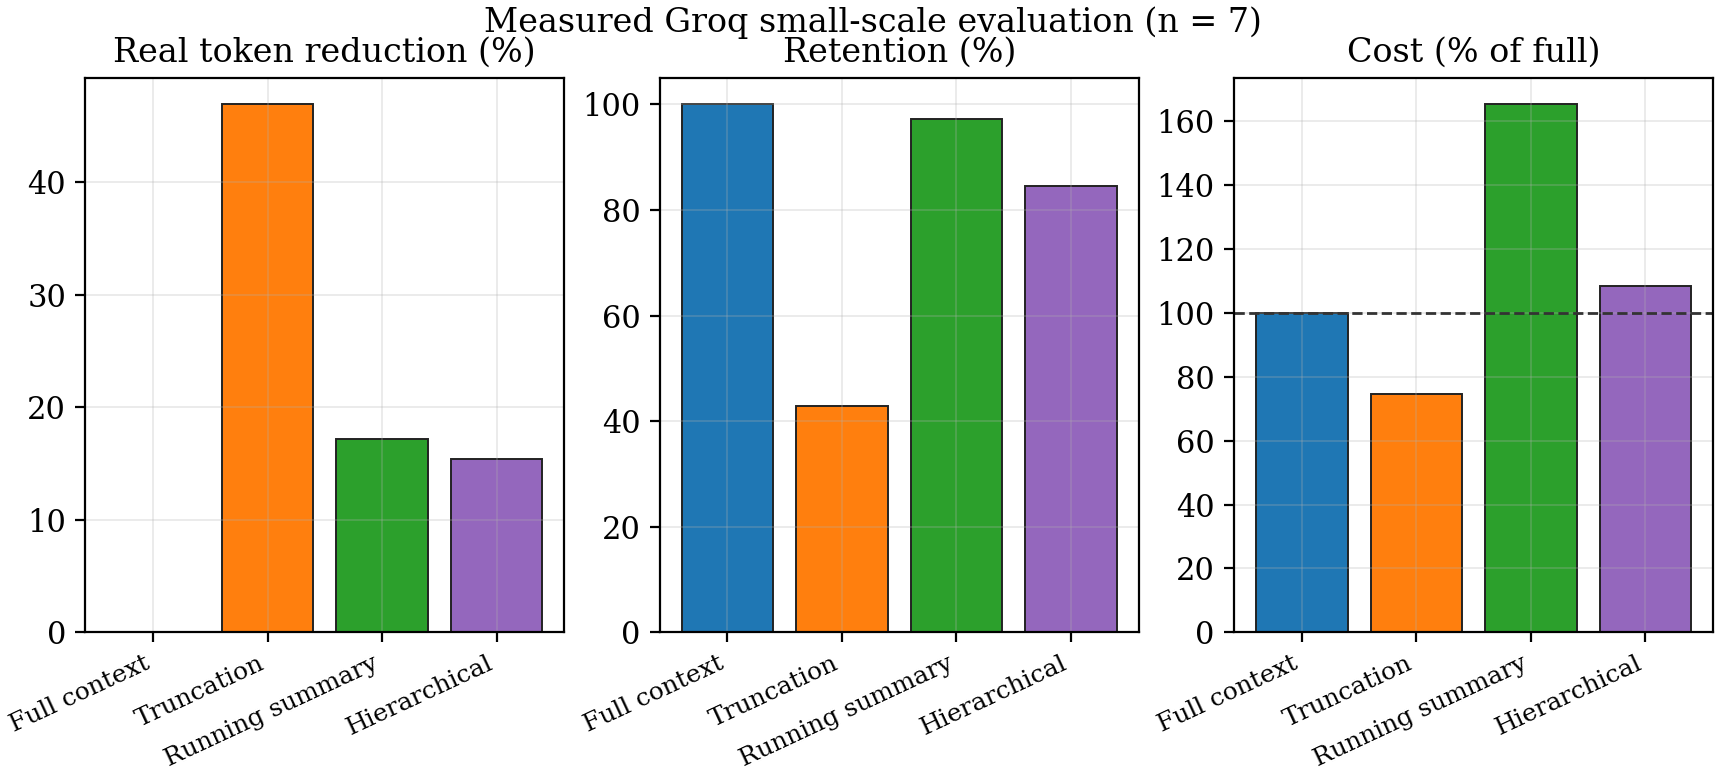 Measured Groq small-scale evaluation (n = 7)
Real token reduction (%)
40
30
20
10
0
Full context
Truncation
Running summary
Hierarchical
Retention (%)
100
80
60
40
20
0
Full context
Truncation
Running summary
Hierarchical
Cost (% of full)
160
140
120
100
80
60
40
20
0
Full context
Truncation
Running summary
Hierarchical